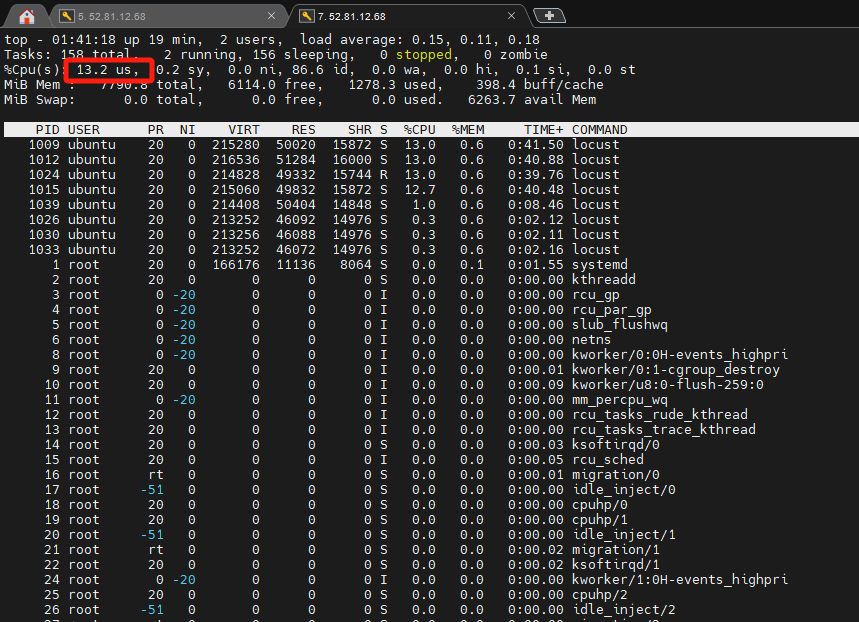 5. 52.81.12.68
7. 52.81.12.68
top - 01:41:18 up 19 min, 2 users, load average: 0.15, 0.11, 0.18
Tasks: 158 total, 2 running, 156 sleeping, 0 stopped, 0 zombie
%Cpu(s): 13.2 us, 0.2 sy, 0.0 ni, 86.6 id, 0.0 wa, 0.0 hi, 0.1 si, 0.0 st
MiB Mem : 7790.8 total, 6114.0 free, 1278.3 used, 398.4 buff/cache
MiB Swap: 0.0 total, 0.0 free, 0.0 used. 6263.7 avail Mem
PID USER PR NI VIRT RES SHR S %CPU %MEM TIME+ COMMAND
1009 ubuntu 20 0 215280 50020 15872 S 13.0 0.6 0:41.50 locust
1012 ubuntu 20 0 216536 51284 16000 S 13.0 0.6 0:40.88 locust
1024 ubuntu 20 0 214828 49332 15744 R 13.0 0.6 0:39.76 locust
1015 ubuntu 20 0 215060 49832 15872 S 12.7 0.6 0:40.48 locust
1039 ubuntu 20 0 214408 50404 14848 S 1.0 0.6 0:08.46 locust
1026 ubuntu 20 0 213252 46092 14976 S 0.3 0.6 0:02.12 locust
1030 ubuntu 20 0 213256 46088 14976 S 0.3 0.6 0:02.11 locust
1033 ubuntu 20 0 213252 46072 14976 S 0.3 0.6 0:02.16 locust
1 root 20 0 166176 11136 8064 S 0.0 0.1 0:01.55 systemd
2 root 20 0 0 0 0 S 0.0 0.0 0:00.00 kthreadd
3 root 0 -20 0 0 0 I 0.0 0.0 0:00.00 rcu_gp
4 root 0 -20 0 0 0 I 0.0 0.0 0:00.00 rcu_par_gp
5 root 0 -20 0 0 0 I 0.0 0.0 0:00.00 slub_flushwq
6 root 0 -20 0 0 0 I 0.0 0.0 0:00.00 netns
8 root 0 -20 0 0 0 I 0.0 0.0 0:00.00 kworker/0:0H-events_highpri
9 root 20 0 0 0 0 I 0.0 0.0 0:00.01 kworker/0:1-cgroup_destroy
10 root 20 0 0 0 0 I 0.0 0.0 0:00.09 kworker/u8:0-flush-259:0
11 root 0 -20 0 0 0 I 0.0 0.0 0:00.00 mm_percpu_wq
12 root 20 0 0 0 0 I 0.0 0.0 0:00.00 rcu_tasks_rude_kthread
13 root 20 0 0 0 0 I 0.0 0.0 0:00.00 rcu_tasks_trace_kthread
14 root 20 0 0 0 0 S 0.0 0.0 0:00.03 ksoftirqd/0
15 root 20 0 0 0 0 I 0.0 0.0 0:00.05 rcu_sched
16 root rt 0 0 0 0 S 0.0 0.0 0:00.01 migration/0
17 root -51 0 0 0 0 S 0.0 0.0 0:00.00 idle_inject/0
18 root 20 0 0 0 0 S 0.0 0.0 0:00.00 cpuhp/0
19 root 20 0 0 0 0 S 0.0 0.0 0:00.00 cpuhp/1
20 root -51 0 0 0 0 S 0.0 0.0 0:00.00 idle_inject/1
21 root rt 0 0 0 0 S 0.0 0.0 0:00.02 migration/1
22 root 20 0 0 0 0 S 0.0 0.0 0:00.02 ksoftirqd/1
24 root 0 -20 0 0 0 I 0.0 0.0 0:00.00 kworker/1:0H-events_highpri
25 root 20 0 0 0 0 S 0.0 0.0 0:00.00 cpuhp/2
26 root -51 0 0 0 0 S 0.0 0.0 0:00.00 idle_inject/2